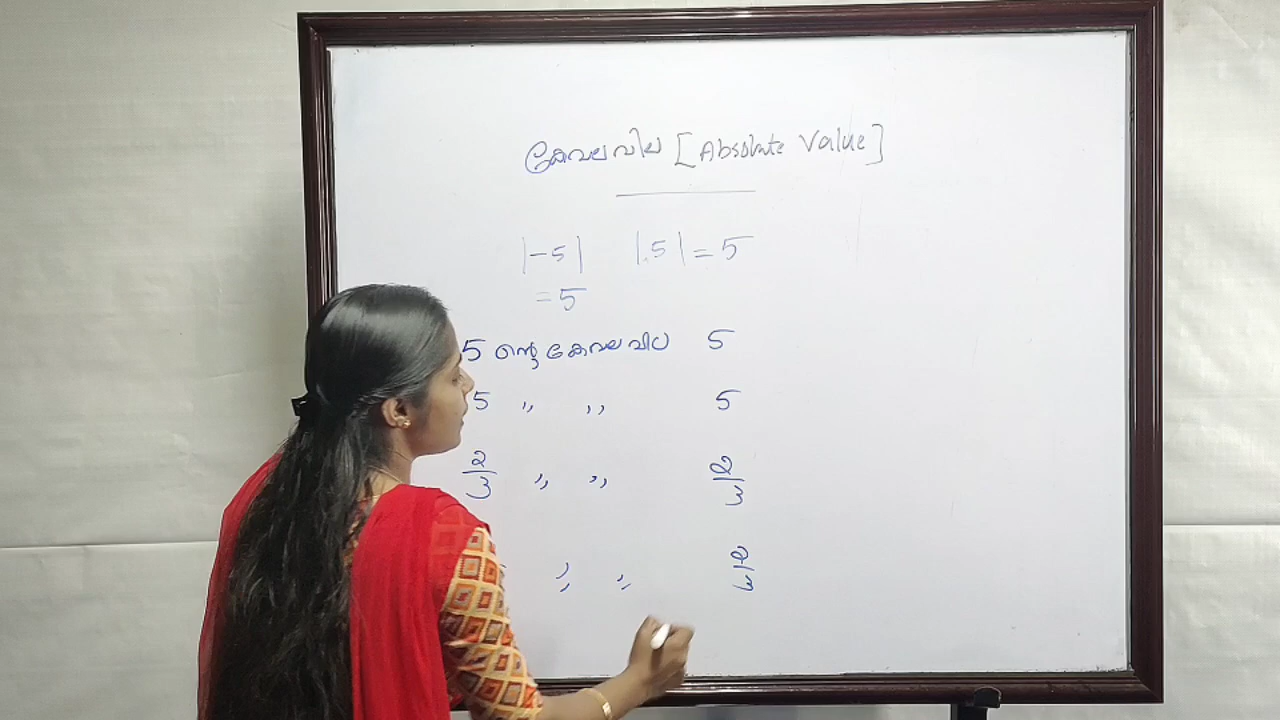 കേവലവില [Absolute Value]
|-5| |5| = 5
= 5
5 ന്റെ കേവലവില 5
5 ,, ,, 5
2/3 ,, ,, 2/3
,, ,, 2/3